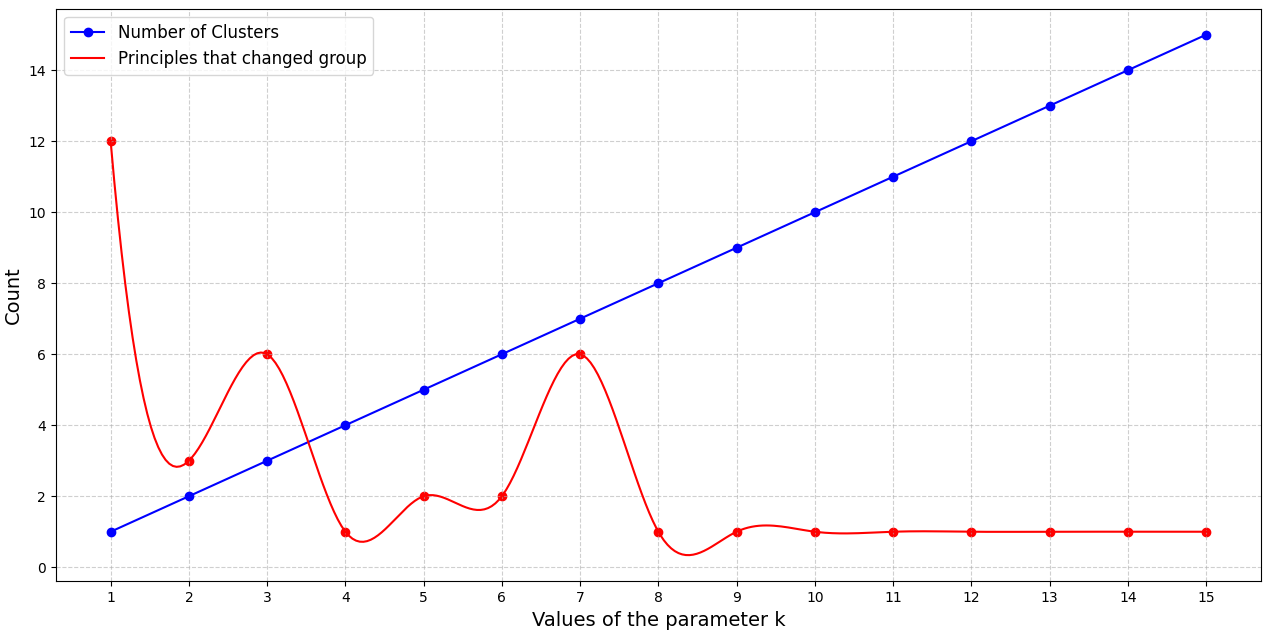 Number of Clusters
Principles that changed group
14
12
10
8
6
4
2
0
Count
1 2 3 4 5 6 7 8 9 10 11 12 13 14 15
Values of the parameter k